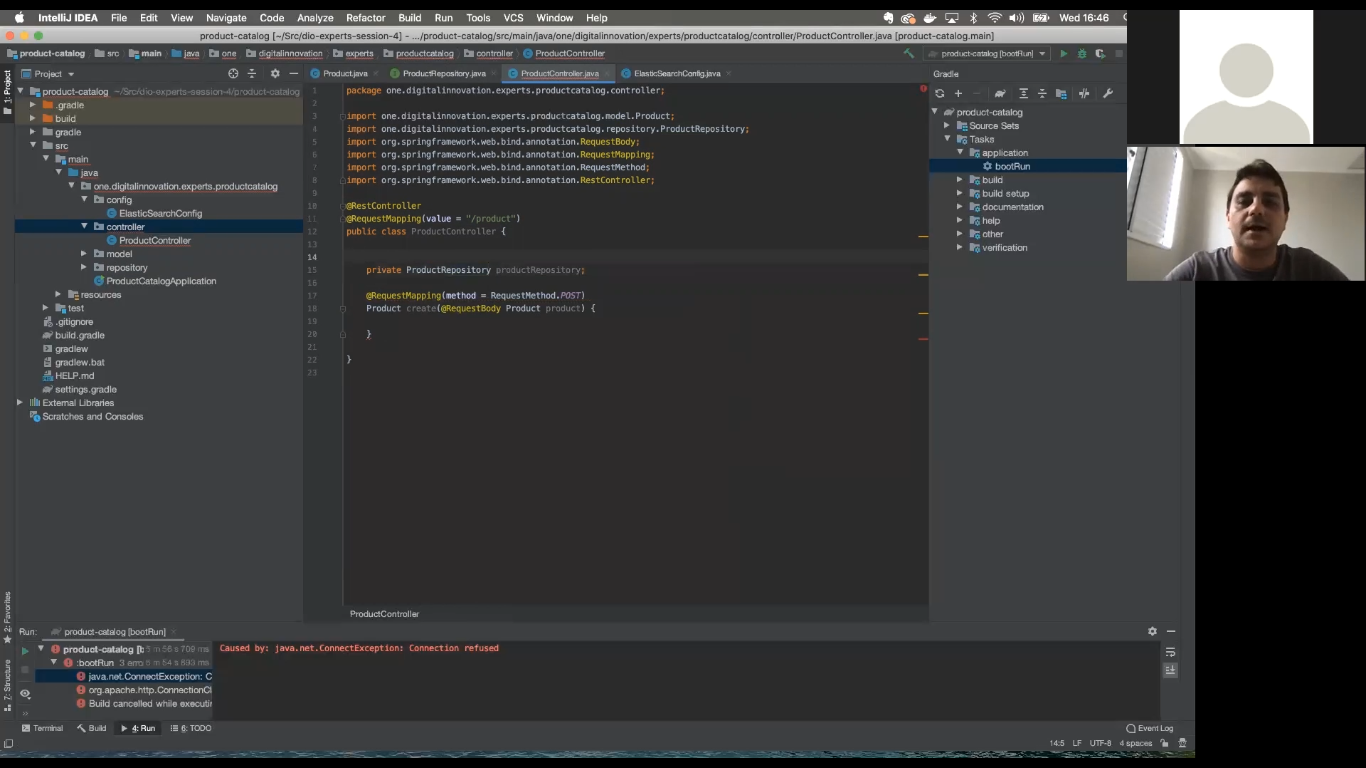 IntelliJ IDEA File Edit View Navigate Code Analyze Refactor Build Run Tools VCS Window Help Wed 16:46
product-catalog [~/Src/dio-experts-session-4] - .../product-catalog/src/main/java/one/digitalinnovation/experts/productcatalog/controller/ProductController.java [product-catalog.main]
product-catalog src main java one digitalinnovation experts productcatalog controller ProductController product-catalog [bootRun]
1: Project
Project
Product.java ProductRepository.java ProductController.java ElasticSearchConfig.java
Gradle
product-catalog ~/Src/dio-experts-session-4/product-catalog
.gradle
build
gradle
src
main
java
one.digitalinnovation.experts.productcatalog
config
ElasticSearchConfig
controller
ProductController
model
repository
ProductCatalogApplication
resources
test
.gitignore
build.gradle
gradlew
gradlew.bat
HELP.md
settings.gradle
External Libraries
Scratches and Consoles
1 package one.digitalinnovation.experts.productcatalog.controller;
2
3 import one.digitalinnovation.experts.productcatalog.model.Product;
4 import one.digitalinnovation.experts.productcatalog.repository.ProductRepository;
5 import org.springframework.web.bind.annotation.RequestBody;
6 import org.springframework.web.bind.annotation.RequestMapping;
7 import org.springframework.web.bind.annotation.RequestMethod;
8 import org.springframework.web.bind.annotation.RestController;
9
10 @RestController
11 @RequestMapping(value = "/product")
12 public class ProductController {
13
14
15 private ProductRepository productRepository;
16
17 @RequestMapping(method = RequestMethod.POST)
18 Product create(@RequestBody Product product) {
19
20 }
21
22 }
23
ProductController
product-catalog
Source Sets
Tasks
application
bootRun
build
build setup
documentation
help
other
verification
2: Favorites
7: Structure
Run: product-catalog [bootRun]
product-catalog [b 5 m 56 s 709 ms
:bootRun 3 erro 5 m 54 s 693 ms
java.net.ConnectException: C
org.apache.http.ConnectionCl
Build cancelled while executi
Caused by: java.net.ConnectException: Connection refused
Terminal Build 4: Run 6: TODO Event Log
14:5 LF UTF-8 4 spaces